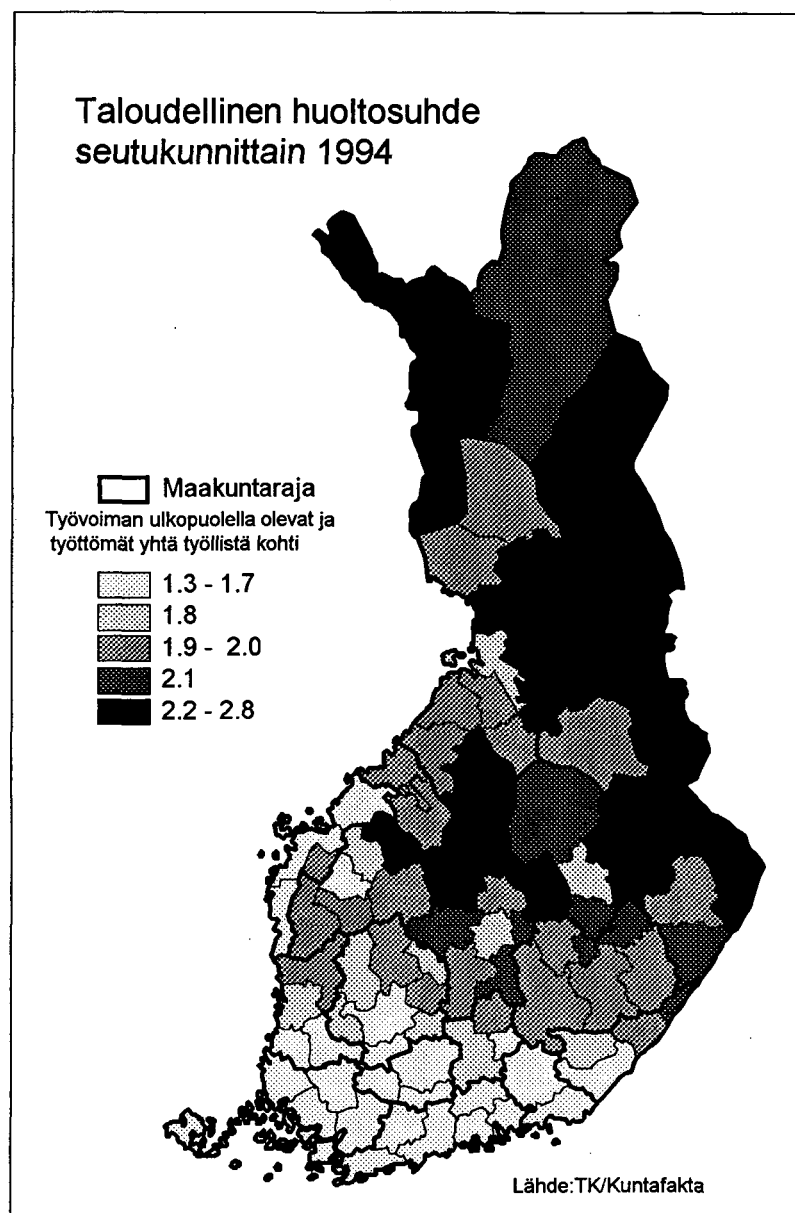 Taloudellinen huoltosuhde
seutukunnittain 1994
Maakuntaraja
Työvoiman ulkopuolella olevat ja
työttömät yhtä työllistä kohti
1.3 - 1.7
1.8
1.9 - 2.0
2.1
2.2 - 2.8
Lähde:TK/Kuntafakta